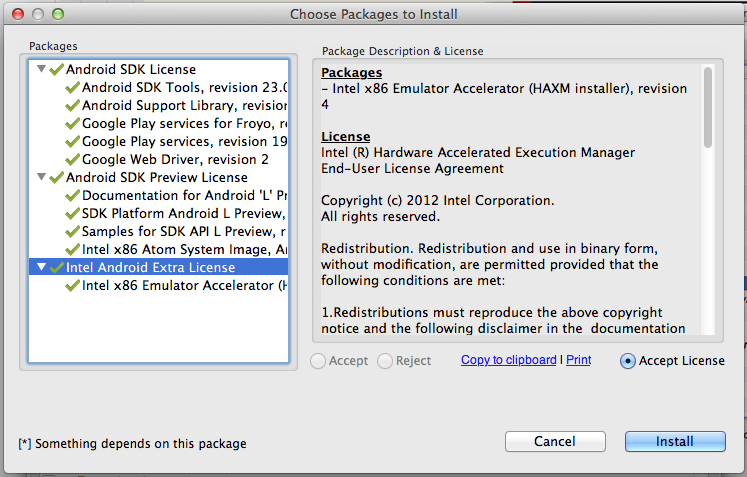 Choose Packages to Install
Packages
Android SDK License
Android SDK Tools, revision 23.0
Android Support Library, revision
Google Play services for Froyo, re
Google Play services, revision 19
Google Web Driver, revision 2
Android SDK Preview License
Documentation for Android 'L' Pr
SDK Platform Android L Preview,
Samples for SDK API L Preview, r
Intel x86 Atom System Image, An
Intel Android Extra License
Intel x86 Emulator Accelerator (H
Package Description & License
Packages
- Intel x86 Emulator Accelerator (HAXM installer), revision
4
License
Intel (R) Hardware Accelerated Execution Manager
End-User License Agreement
Copyright (c) 2012 Intel Corporation.
All rights reserved.
Redistribution. Redistribution and use in binary form,
without modification, are permitted provided that the
following conditions are met:
1.Redistributions must reproduce the above copyright
notice and the following disclaimer in the  documentation
Accept Reject Copy to clipboard | Print Accept License
[*] Something depends on this package
Cancel Install